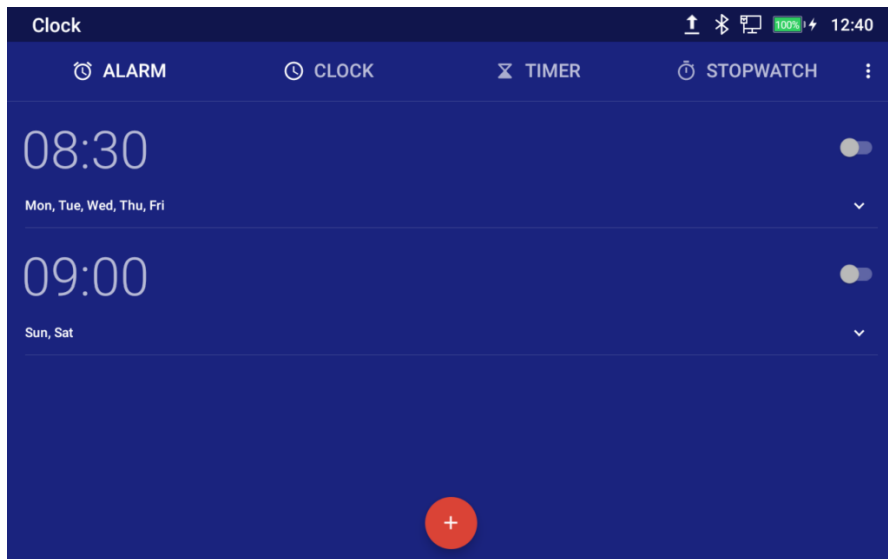 Clock 100% 12:40
ALARM CLOCK TIMER STOPWATCH
08:30
Mon, Tue, Wed, Thu, Fri
09:00
Sun, Sat
+